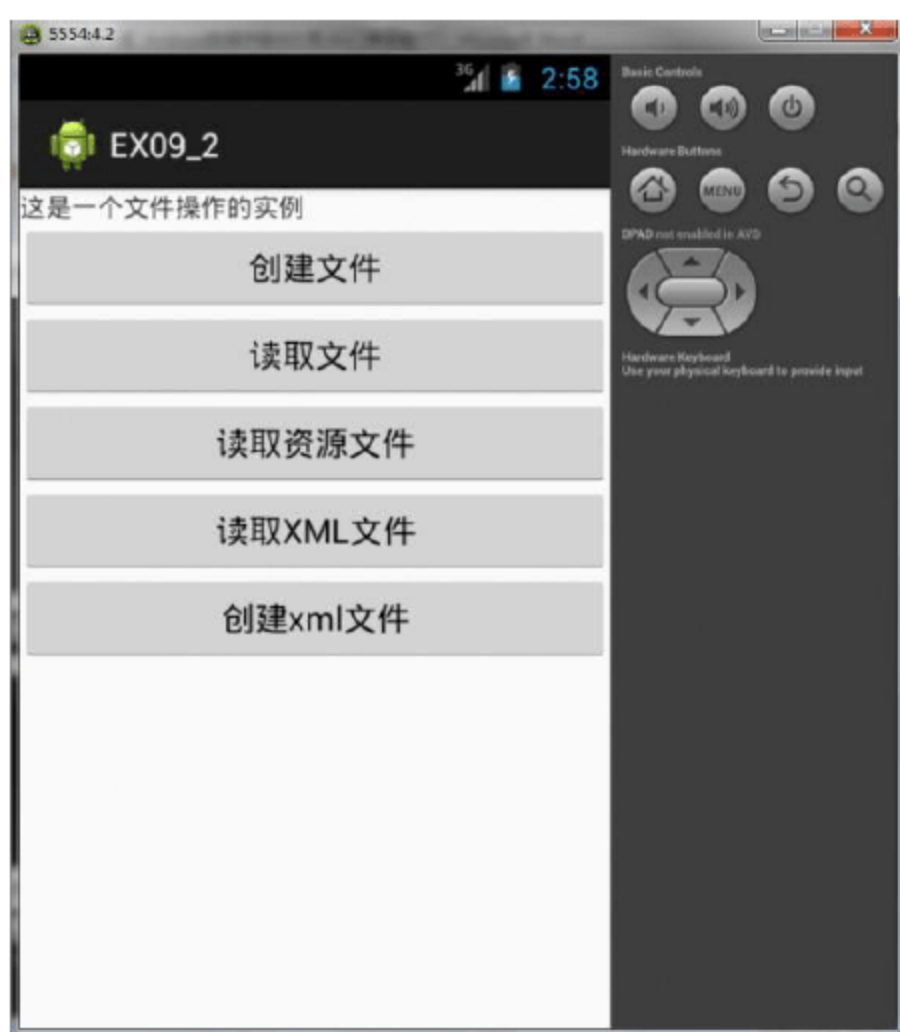 5554:4.2
3G
2:58
EX09_2
这是一个文件操作的实例
创建文件
读取文件
读取资源文件
读取XML文件
创建xml文件
Basic Controls
Hardware Buttons
MENU
DPAD not enabled in AVD
Hardware Keyboard
Use your physical keyboard to provide input